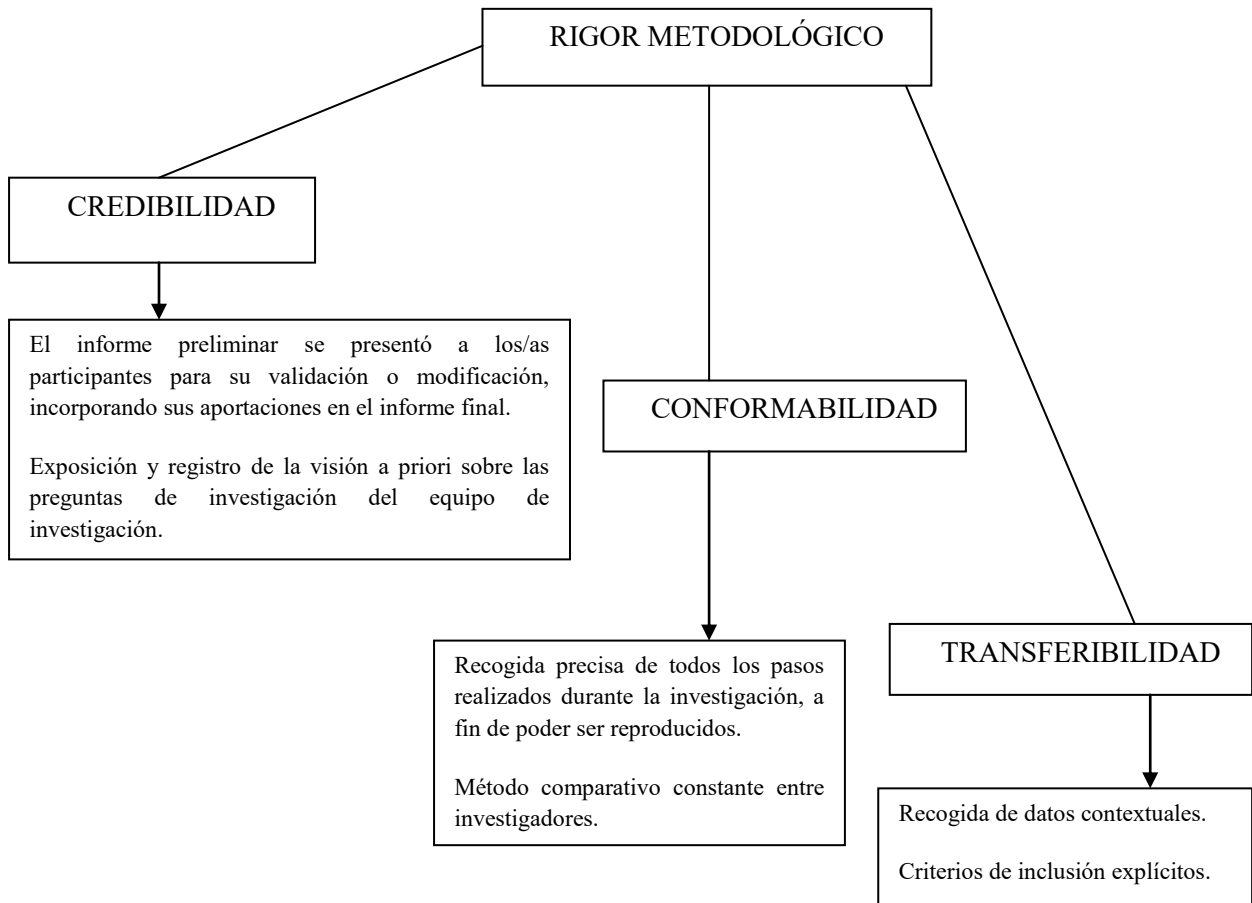 RIGOR METODOLÓGICO
CREDIBILIDAD
El informe preliminar se presentó a los/as
participantes para su validación o modificación,
incorporando sus aportaciones en el informe final.
Exposición y registro de la visión a priori sobre las
preguntas de investigación del equipo de
investigación.
CONFORMABILIDAD
Recogida precisa de todos los pasos
realizados durante la investigación, a
fin de poder ser reproducidos.
Método comparativo constante entre
investigadores.
TRANSFERIBILIDAD
Recogida de datos contextuales.
Criterios de inclusión explícitos.